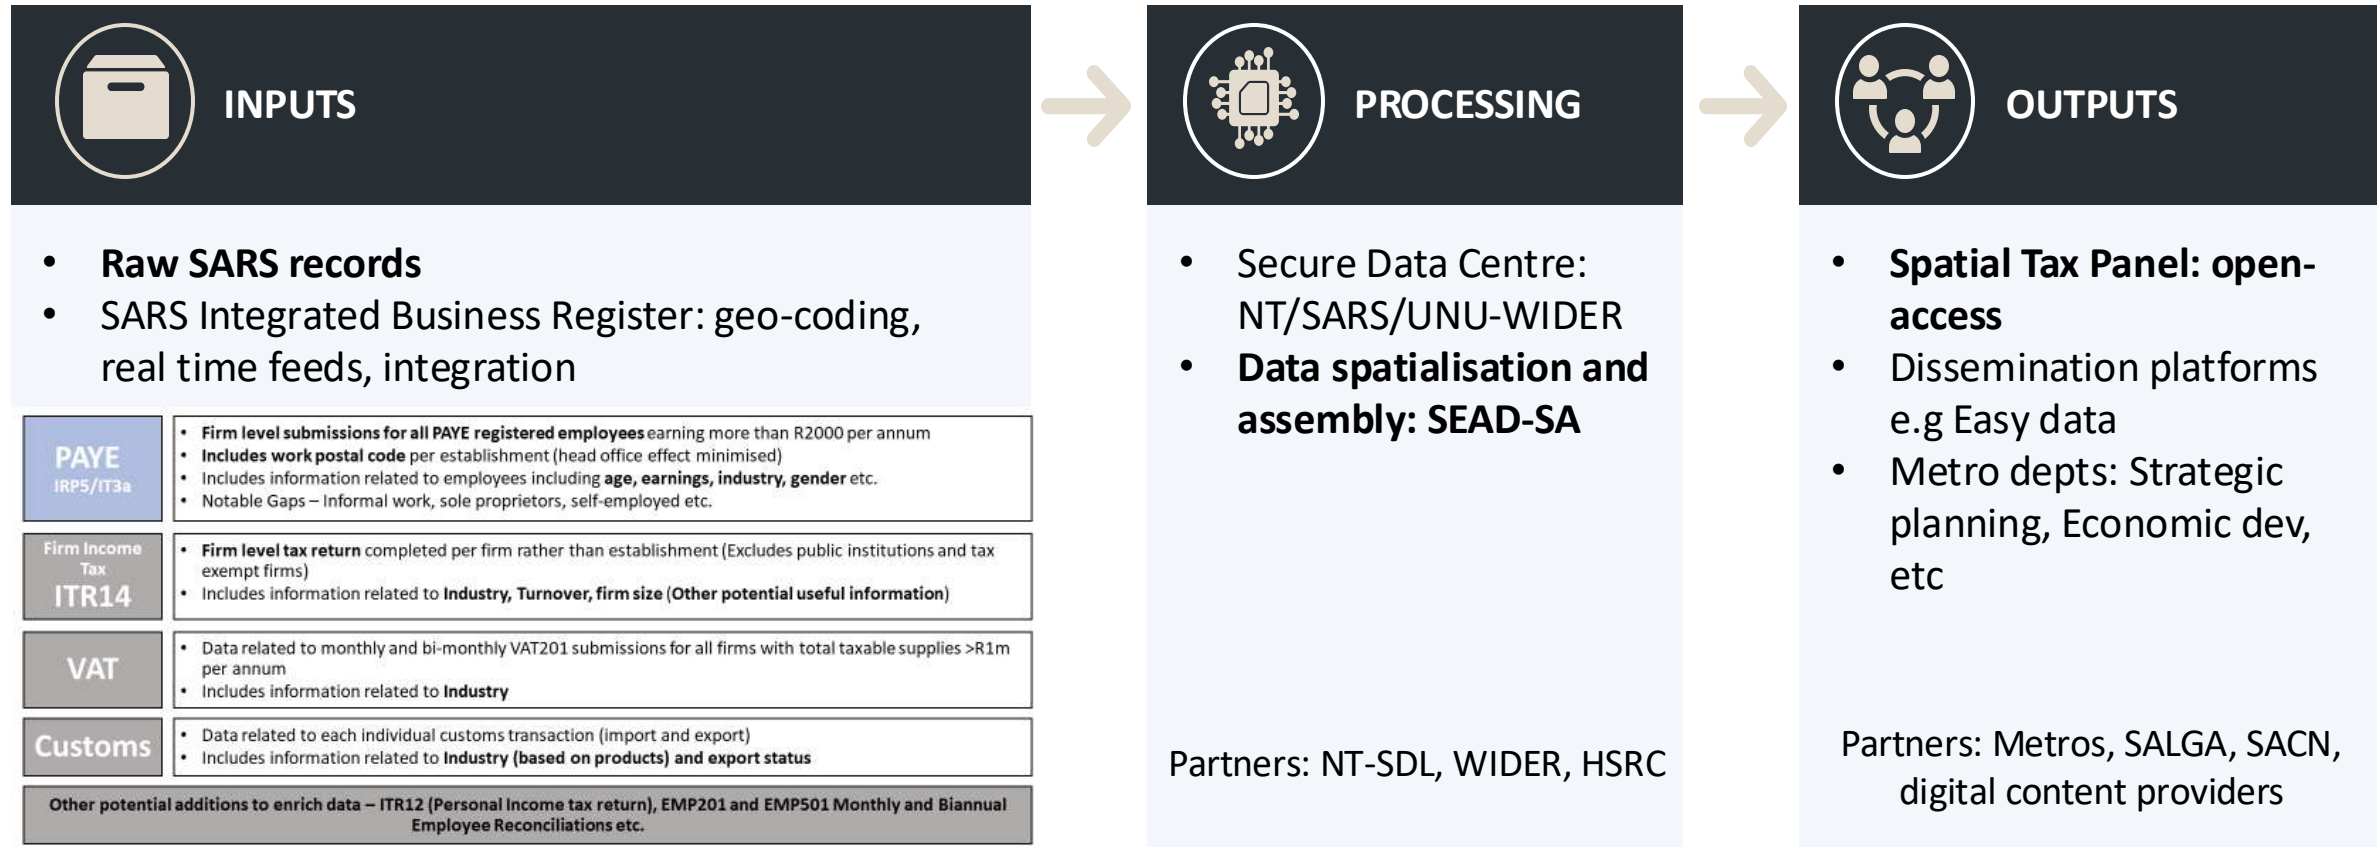 INPUTS
• Raw SARS records
• SARS Integrated Business Register: geo-coding,
real time feeds, integration
PAYE
IRP5/IT3a
• Firm level submissions for all PAYE registered employees earning more than R2000 per annum
• Includes work postal code per establishment (head office effect minimised)
• Includes information related to employees including age, earnings, industry, gender etc.
• Notable Gaps – Informal work, sole proprietors, self-employed etc.
Firm Income
Tax
ITR14
• Firm level tax return completed per firm rather than establishment (Excludes public institutions and tax
exempt firms)
• Includes information related to Industry, Turnover, firm size (Other potential useful information)
VAT
• Data related to monthly and bi-monthly VAT201 submissions for all firms with total taxable supplies >R1m
per annum
• Includes information related to Industry
Customs
• Data related to each individual customs transaction (import and export)
• Includes information related to Industry (based on products) and export status
Other potential additions to enrich data – ITR12 (Personal Income tax return), EMP201 and EMP501 Monthly and Biannual
Employee Reconciliations etc.
PROCESSING
• Secure Data Centre:
NT/SARS/UNU-WIDER
• Data spatialisation and
assembly: SEAD-SA
Partners: NT-SDL, WIDER, HSRC
OUTPUTS
• Spatial Tax Panel: open-
access
• Dissemination platforms
e.g Easy data
• Metro depts: Strategic
planning, Economic dev,
etc
Partners: Metros, SALGA, SACN,
digital content providers